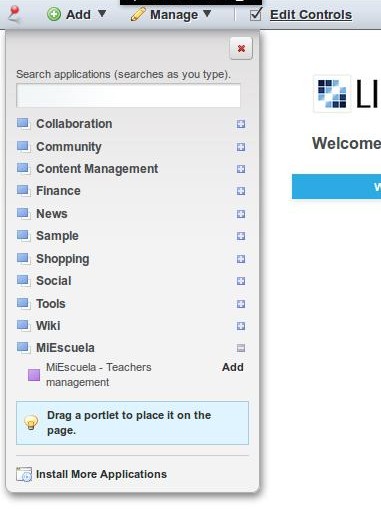 Add Manage Edit Controls
Search applications (searches as you type).
LI
Collaboration
Welcome
Community
Content Management
Finance
W
News
Sample
Shopping
Social
Tools
Wiki
MiEscuela
MiEscuela - Teachers Add
management
Drag a portlet to place it on the
page.
Install More Applications